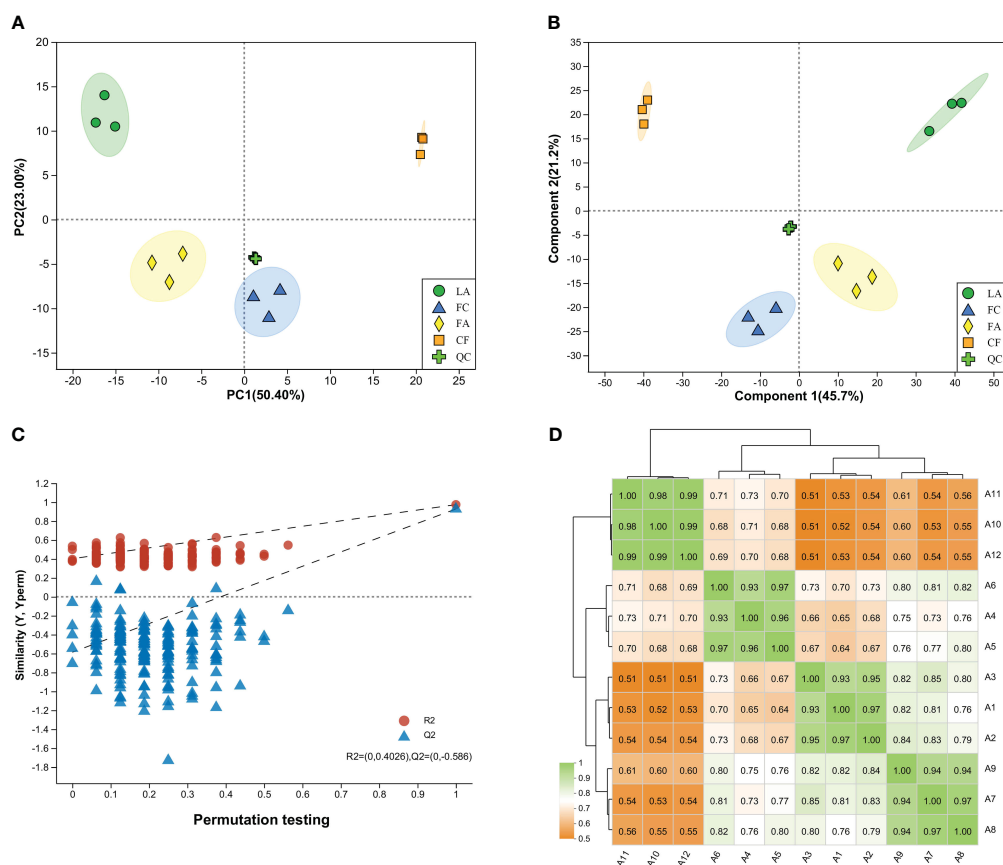 A
20
15
10
5
0
-5
-10
-15
PC2(23.00%)
-20 -15 -10 -5 0 5 10 15 20 25
PC1(50.40%)
LA
FC
FA
CF
QC
B
35
30
25
20
15
10
5
0
-5
-10
-15
-20
-25
-30
Component 2(21.2%)
-50 -40 -30 -20 -10 0 10 20 30 40 50
Component 1(45.7%)
LA
FC
FA
CF
QC
C
1.2
1
0.8
0.6
0.4
0.2
0
-0.2
-0.4
-0.6
-0.8
-1
-1.2
-1.4
-1.6
-1.8
Similarity (Y, Yperm)
R2
Q2
R2=(0,0.4026),Q2=(0,-0.586)
0 0.1 0.2 0.3 0.4 0.5 0.6 0.7 0.8 0.9 1
Permutation testing
D
1.00 0.98 0.99 0.71 0.73 0.70 0.51 0.53 0.54 0.61 0.54 0.56 A11
0.98 1.00 0.99 0.68 0.71 0.68 0.51 0.52 0.54 0.60 0.53 0.55 A10
0.99 0.99 1.00 0.69 0.70 0.68 0.51 0.53 0.54 0.60 0.54 0.55 A12
0.71 0.68 0.69 1.00 0.93 0.97 0.73 0.70 0.73 0.80 0.81 0.82 A6
0.73 0.71 0.70 0.93 1.00 0.96 0.66 0.65 0.68 0.75 0.73 0.76 A4
0.70 0.68 0.68 0.97 0.96 1.00 0.67 0.64 0.67 0.76 0.77 0.80 A5
0.51 0.51 0.51 0.73 0.66 0.67 1.00 0.93 0.95 0.82 0.85 0.80 A3
0.53 0.52 0.53 0.70 0.65 0.64 0.93 1.00 0.97 0.82 0.81 0.76 A1
0.54 0.54 0.54 0.73 0.68 0.67 0.95 0.97 1.00 0.84 0.83 0.79 A2
0.61 0.60 0.60 0.80 0.75 0.76 0.82 0.82 0.84 1.00 0.94 0.94 A9
0.54 0.53 0.54 0.81 0.73 0.77 0.85 0.81 0.83 0.94 1.00 0.97 A7
0.56 0.55 0.55 0.82 0.76 0.80 0.80 0.76 0.79 0.94 0.97 1.00 A8
1
0.9
0.8
0.7
0.6
0.5
A11 A10 A12 A6 A4 A5 A3 A1 A2 A9 A7 A8